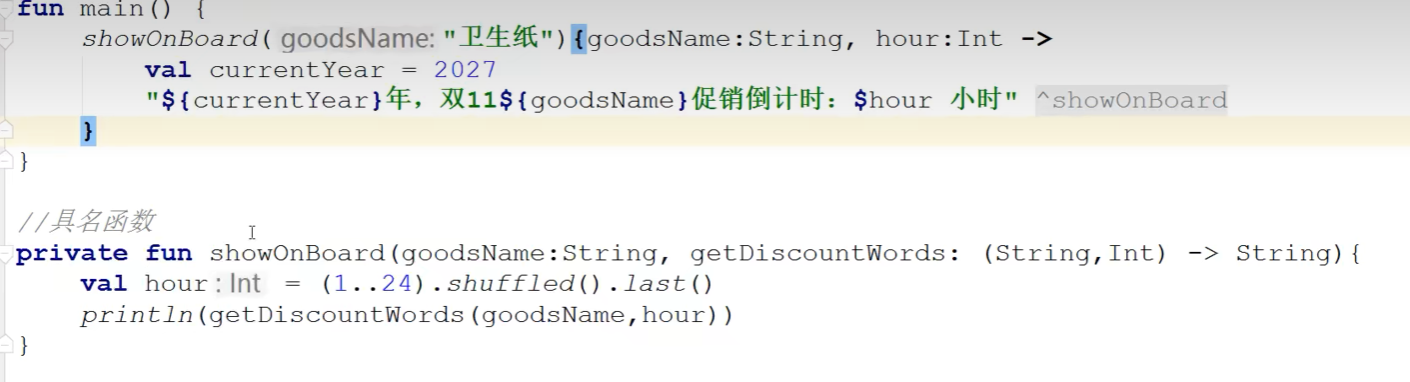 fun main() {
    showOnBoard( goodsName: "卫生纸"){goodsName:String, hour:Int ->
        val currentYear = 2027
        "${currentYear}年，双11${goodsName}促销倒计时：$hour 小时" ^showOnBoard
    }
}
//具名函数
private fun showOnBoard(goodsName:String, getDiscountWords: (String,Int) -> String){
    val hour: Int = (1..24).shuffled().last()
    println(getDiscountWords(goodsName,hour))
}